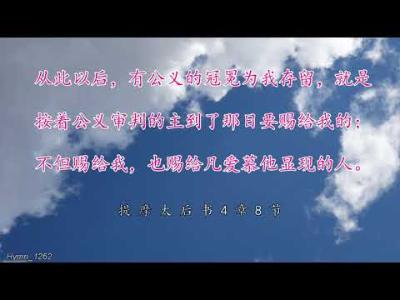 从此以后，有公义的冠冕为我存留，就是
按着公义审判的主到了那日要赐给我的；
不但赐给我，也赐给凡爱慕他显现的人。
提摩太后书4章8节
Hymn_1262